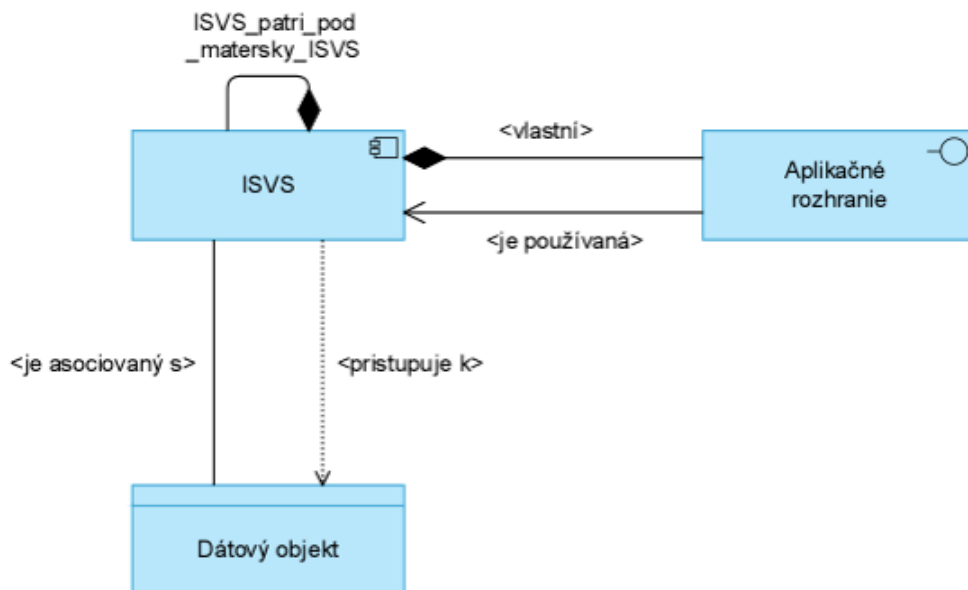 ISVS_patri_pod
_matersky_ISVS
<vlastní>
ISVS
Aplikačné
rozhranie
<je používaná>
<je asociovaný s>
<pristupuje k>
Dátový objekt